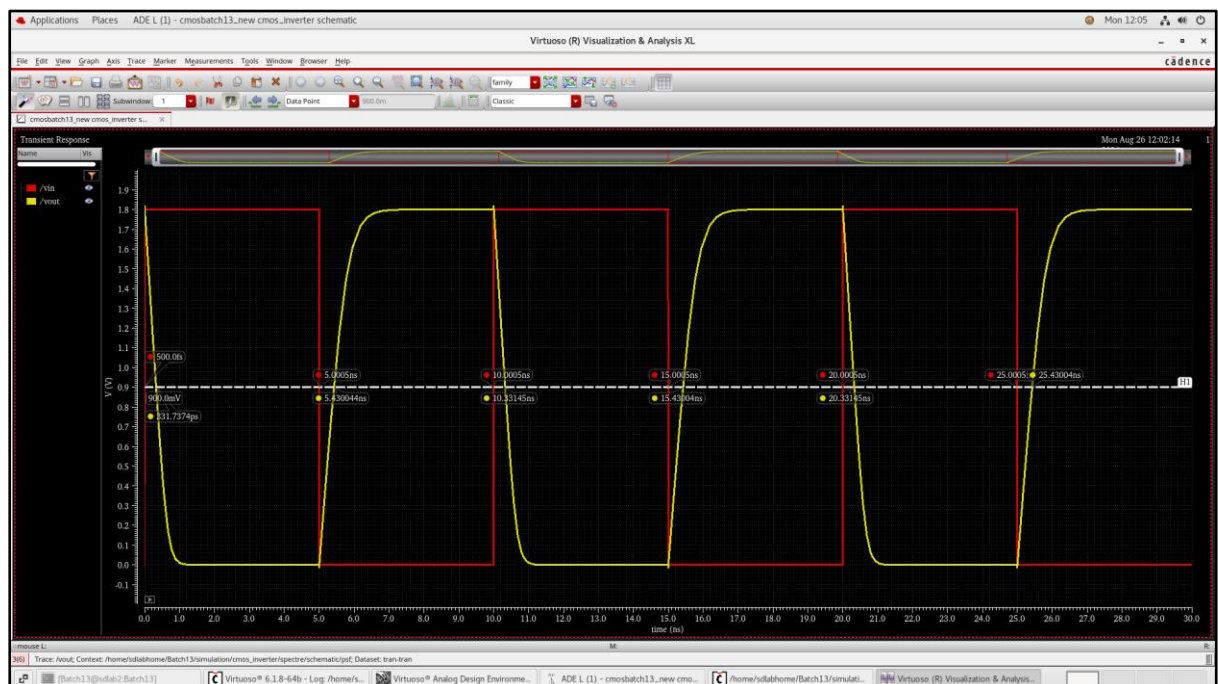 Applications Places ADE L (1) - cmosbatch13_new cmos_inverter schematic Mon 12:05
Virtuoso (R) Visualization & Analysis XL
File Edit View Graph Axis Trace Marker Measurements Tools Window Browser Help cādence
family
Subwindow: 1 Data Point 900.0m Classic
cmosbatch13_new cmos_inverter s...
Transient Response Mon Aug 26 12:02:14 1
Name Vis
/vin
/vout
1.9
1.8
1.7
1.6
1.5
1.4
1.3
1.2
1.1
1.0
0.9
0.8
0.7
0.6
0.5
0.4
0.3
0.2
0.1
0.0
-0.1
V (V)
500.0fs
5.0005ns 10.0005ns 15.0005ns 20.0005ns 25.0005 25.43004ns
H1
900.0mV 5.430044ns 10.33145ns 15.43004ns 20.33145ns
331.7374ps
0.0 1.0 2.0 3.0 4.0 5.0 6.0 7.0 8.0 9.0 10.0 11.0 12.0 13.0 14.0 15.0 16.0 17.0 18.0 19.0 20.0 21.0 22.0 23.0 24.0 25.0 26.0 27.0 28.0 29.0 30.0
time (ns)
mouse L: M: R:
3(6) Trace: /vout; Context: /home/sdlabhome/Batch13/simulation/cmos_inverter/spectre/schematic/psf; Dataset: tran-tran
[Batch13@sdlab2:Batch13] Virtuoso® 6.1.8-64b - Log: /home/s... Virtuoso® Analog Design Environme... ADE L (1) - cmosbatch13_new cmo... /home/sdlabhome/Batch13/simulati... Virtuoso (R) Visualization & Analysis...